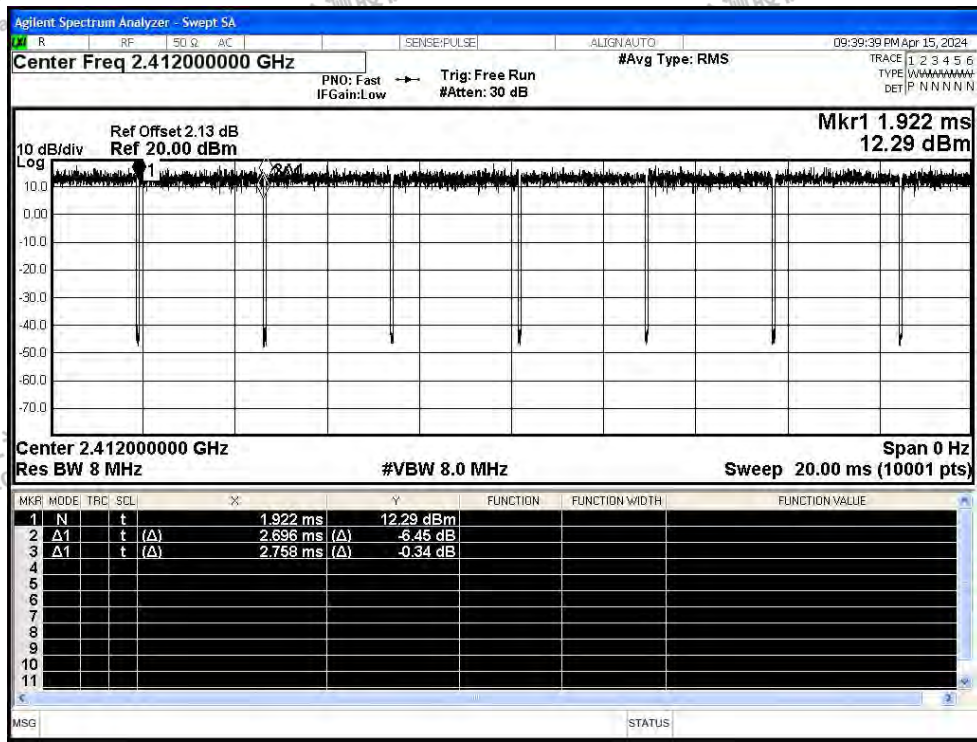 Agilent Spectrum Analyzer - Swept SA
R RF 50 Ω AC SENSE:PULSE ALIGN AUTO 09:39:39 PM Apr 15, 2024
Center Freq 2.412000000 GHz
PNO: Fast
IFGain:Low
Trig: Free Run
#Atten: 30 dB
#Avg Type: RMS
TRACE 1 2 3 4 5 6
TYPE
DET P N N N N N
Mkr1 1.922 ms
12.29 dBm
Ref Offset 2.13 dB
10 dB/div Ref 20.00 dBm
Log
1
10.0
0.00
-10.0
-20.0
-30.0
-40.0
-50.0
-60.0
-70.0
Center 2.412000000 GHz Span 0 Hz
Res BW 8 MHz #VBW 8.0 MHz Sweep 20.00 ms (10001 pts)
MKR MODE TRC SCL X Y FUNCTION FUNCTION WIDTH FUNCTION VALUE
1 N t 1.922 ms 12.29 dBm
2 Δ1 t (Δ) 2.696 ms (Δ) -6.45 dB
3 Δ1 t (Δ) 2.758 ms (Δ) -0.34 dB
4
5
6
7
8
9
10
11
MSG STATUS